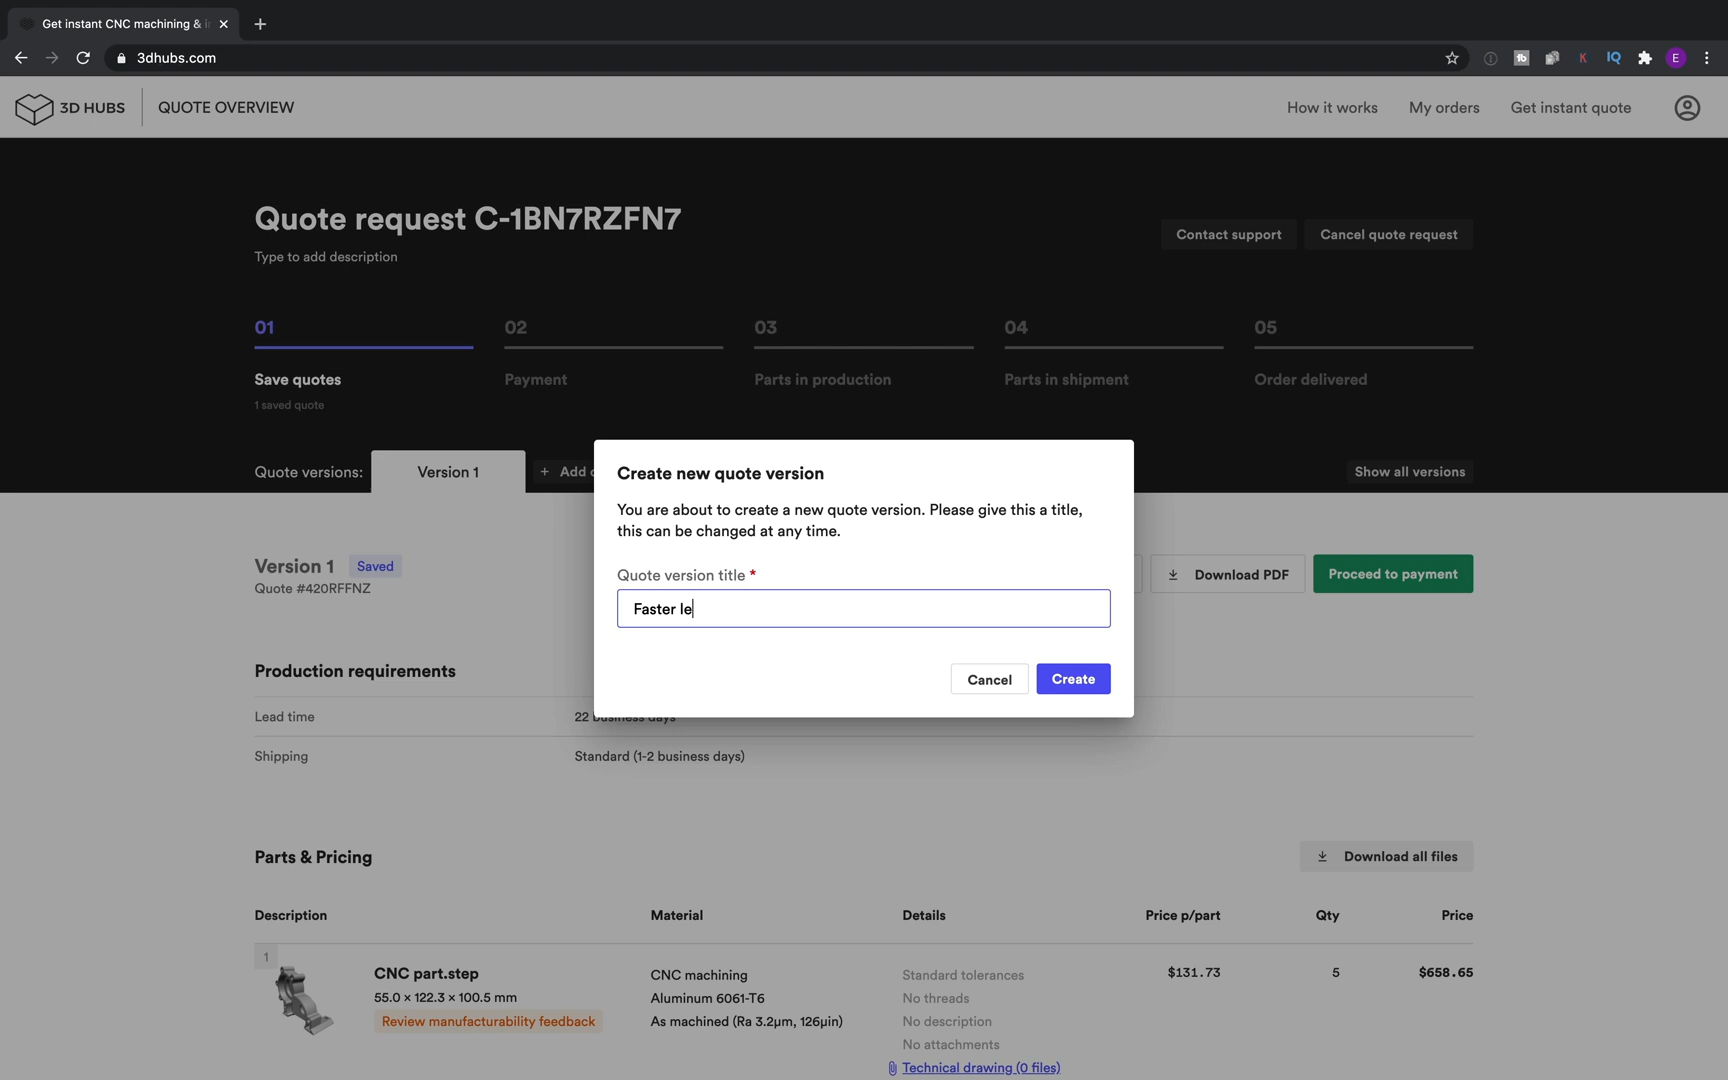 Get instant CNC machining &
3dhubs.com
K
IQ
E
3D HUBS
QUOTE OVERVIEW
How it works
My orders
Get instant quote
Quote request C-1BN7RZFN7
Type to add description
Contact support
Cancel quote request
01
02
03
04
05
Save quotes
Payment
Parts in production
Parts in shipment
Order delivered
1 saved quote
Quote versions:
Version 1
+ Add
Show all versions
Create new quote version
You are about to create a new quote version. Please give this a title,
this can be changed at any time.
Quote version title *
Faster le
Cancel
Create
Version 1
Saved
Quote #420RFFNZ
Download PDF
Proceed to payment
Production requirements
Lead time
22 business days
Shipping
Standard (1-2 business days)
Parts & Pricing
Download all files
Description
Material
Details
Price p/part
Qty
Price
1
CNC part.step
55.0 × 122.3 × 100.5 mm
Review manufacturability feedback
CNC machining
Aluminum 6061-T6
As machined (Ra 3.2μm, 126μin)
Standard tolerances
No threads
No description
No attachments
Technical drawing (0 files)
$131.73
5
$658.65